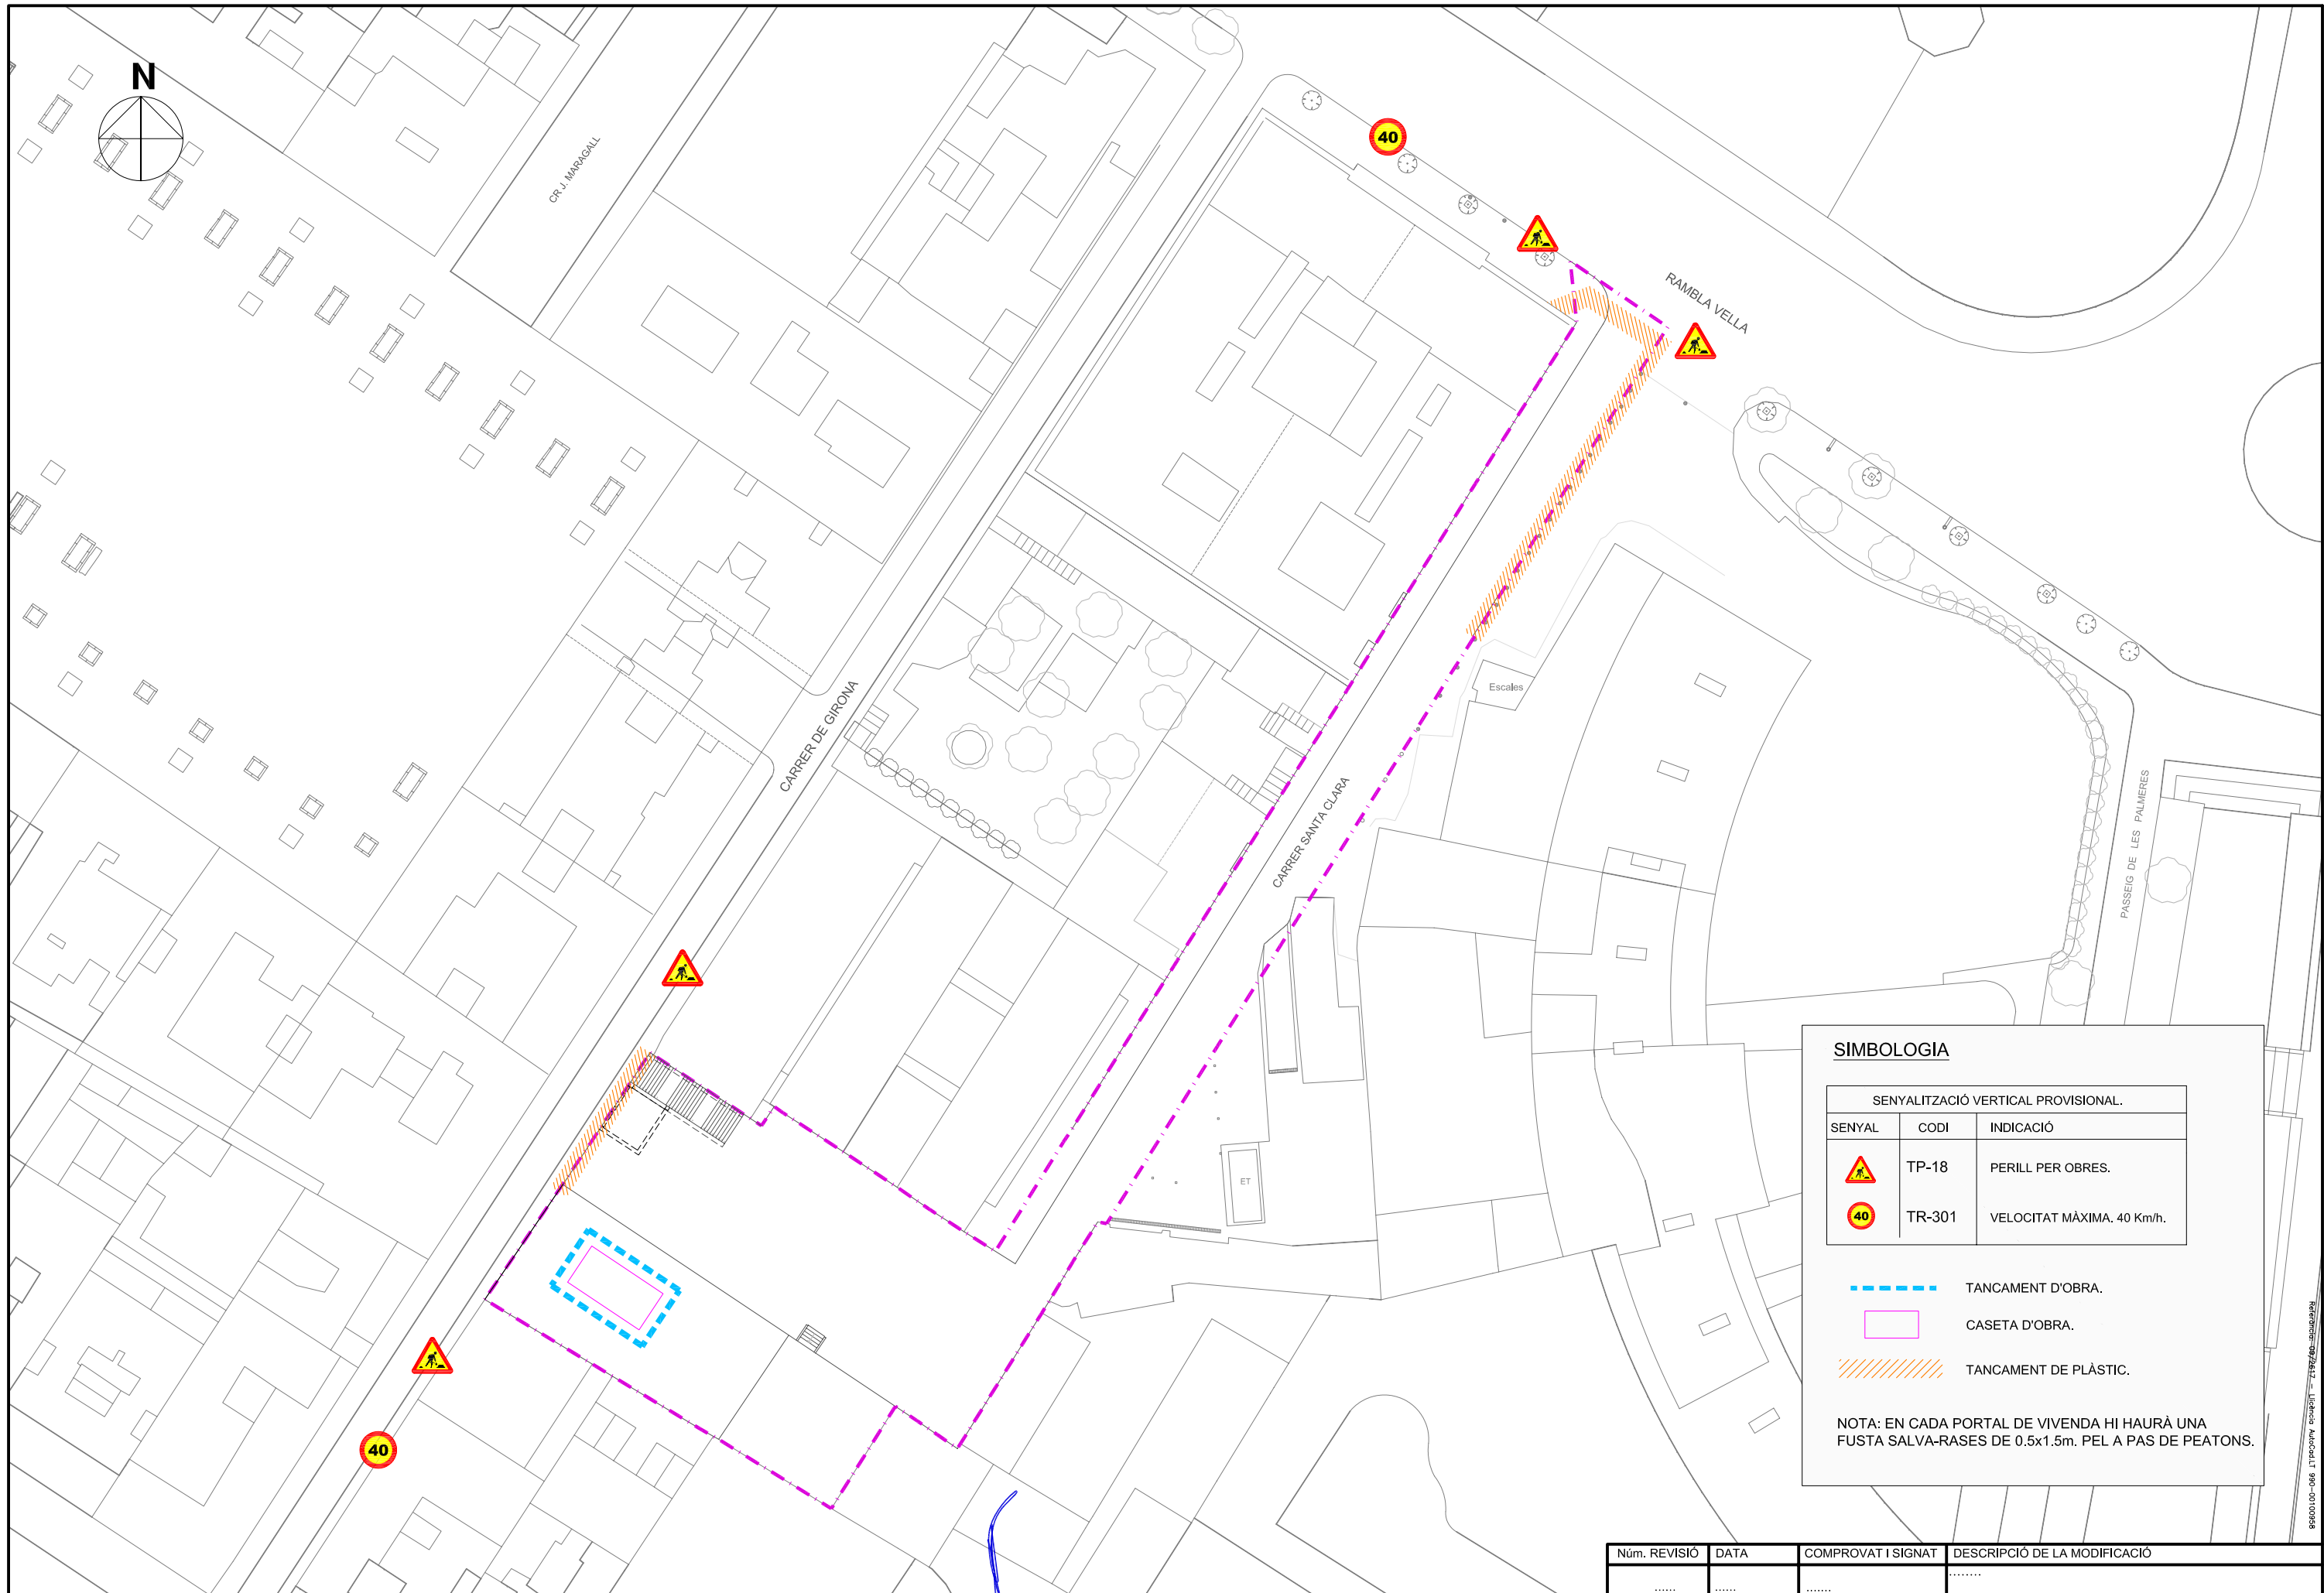 N
CR J. MARAGALL
40
RAMBLA VELLA
CARRER DE GIRONA
Escales
CARRER SANTA CLARA
PASSEIG DE LES PALMERES
ET
40
SIMBOLOGIA
SENYALITZACIÓ VERTICAL PROVISIONAL.
SENYAL CODI INDICACIÓ
TP-18 PERILL PER OBRES.
40 TR-301 VELOCITAT MÀXIMA. 40 Km/h.
TANCAMENT D'OBRA.
CASETA D'OBRA.
TANCAMENT DE PLÀSTIC.
NOTA: EN CADA PORTAL DE VIVENDA HI HAURÀ UNA
FUSTA SALVA-RASES DE 0.5x1.5m. PEL A PAS DE PEATONS.
Núm. REVISIÓ DATA COMPROVAT I SIGNAT DESCRIPCIÓ DE LA MODIFICACIÓ
...... ...... ....... ........